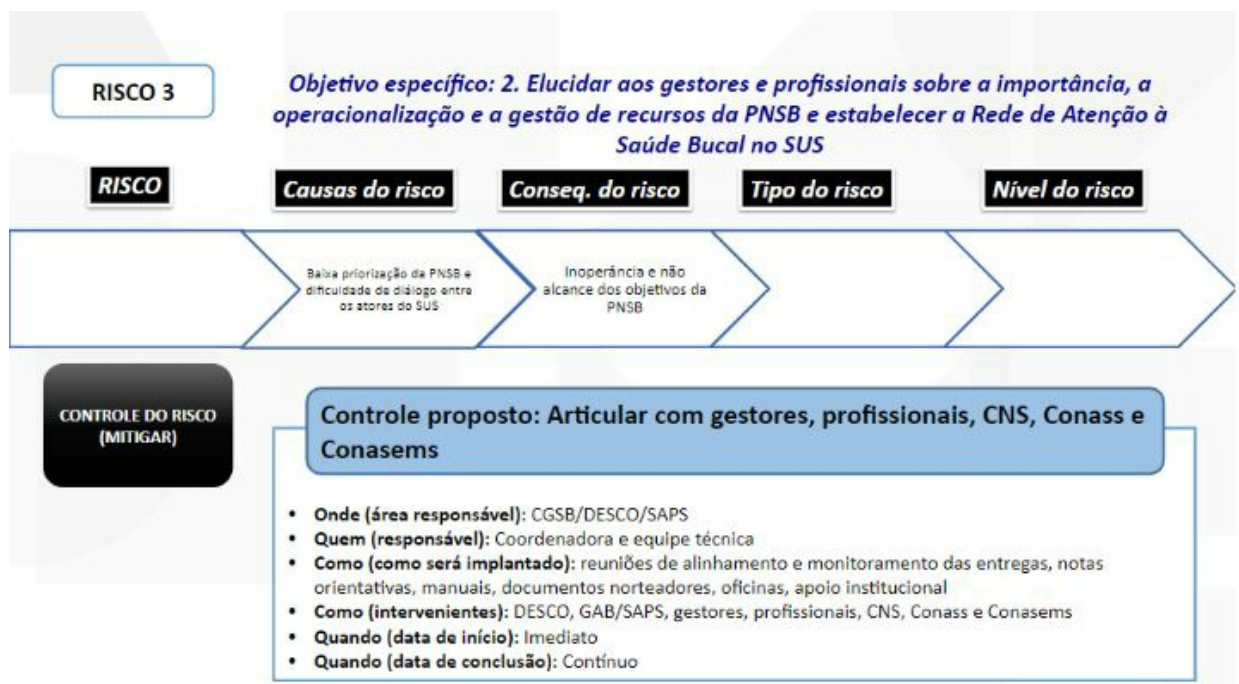 RISCO 3
Objetivo específico: 2. Elucidar aos gestores e profissionais sobre a importância, a
operacionalização e a gestão de recursos da PNSB e estabelecer a Rede de Atenção à
Saúde Bucal no SUS
RISCO
Causas do risco
Conseq. do risco
Tipo do risco
Nível do risco
Baixa priorização da PNSB e
dificuldade de diálogo entre
os atores do SUS
Inoperância e não
alcance dos objetivos da
PNSB
CONTROLE DO RISCO
(MITIGAR)
Controle proposto: Articular com gestores, profissionais, CNS, Conass e
Conasems
• Onde (área responsável): CGSB/DESCO/SAPS
• Quem (responsável): Coordenadora e equipe técnica
• Como (como será implantado): reuniões de alinhamento e monitoramento das entregas, notas
orientativas, manuais, documentos norteadores, oficinas, apoio institucional
• Como (intervenientes): DESCO, GAB/SAPS, gestores, profissionais, CNS, Conass e Conasems
• Quando (data de início): Imediato
• Quando (data de conclusão): Contínuo